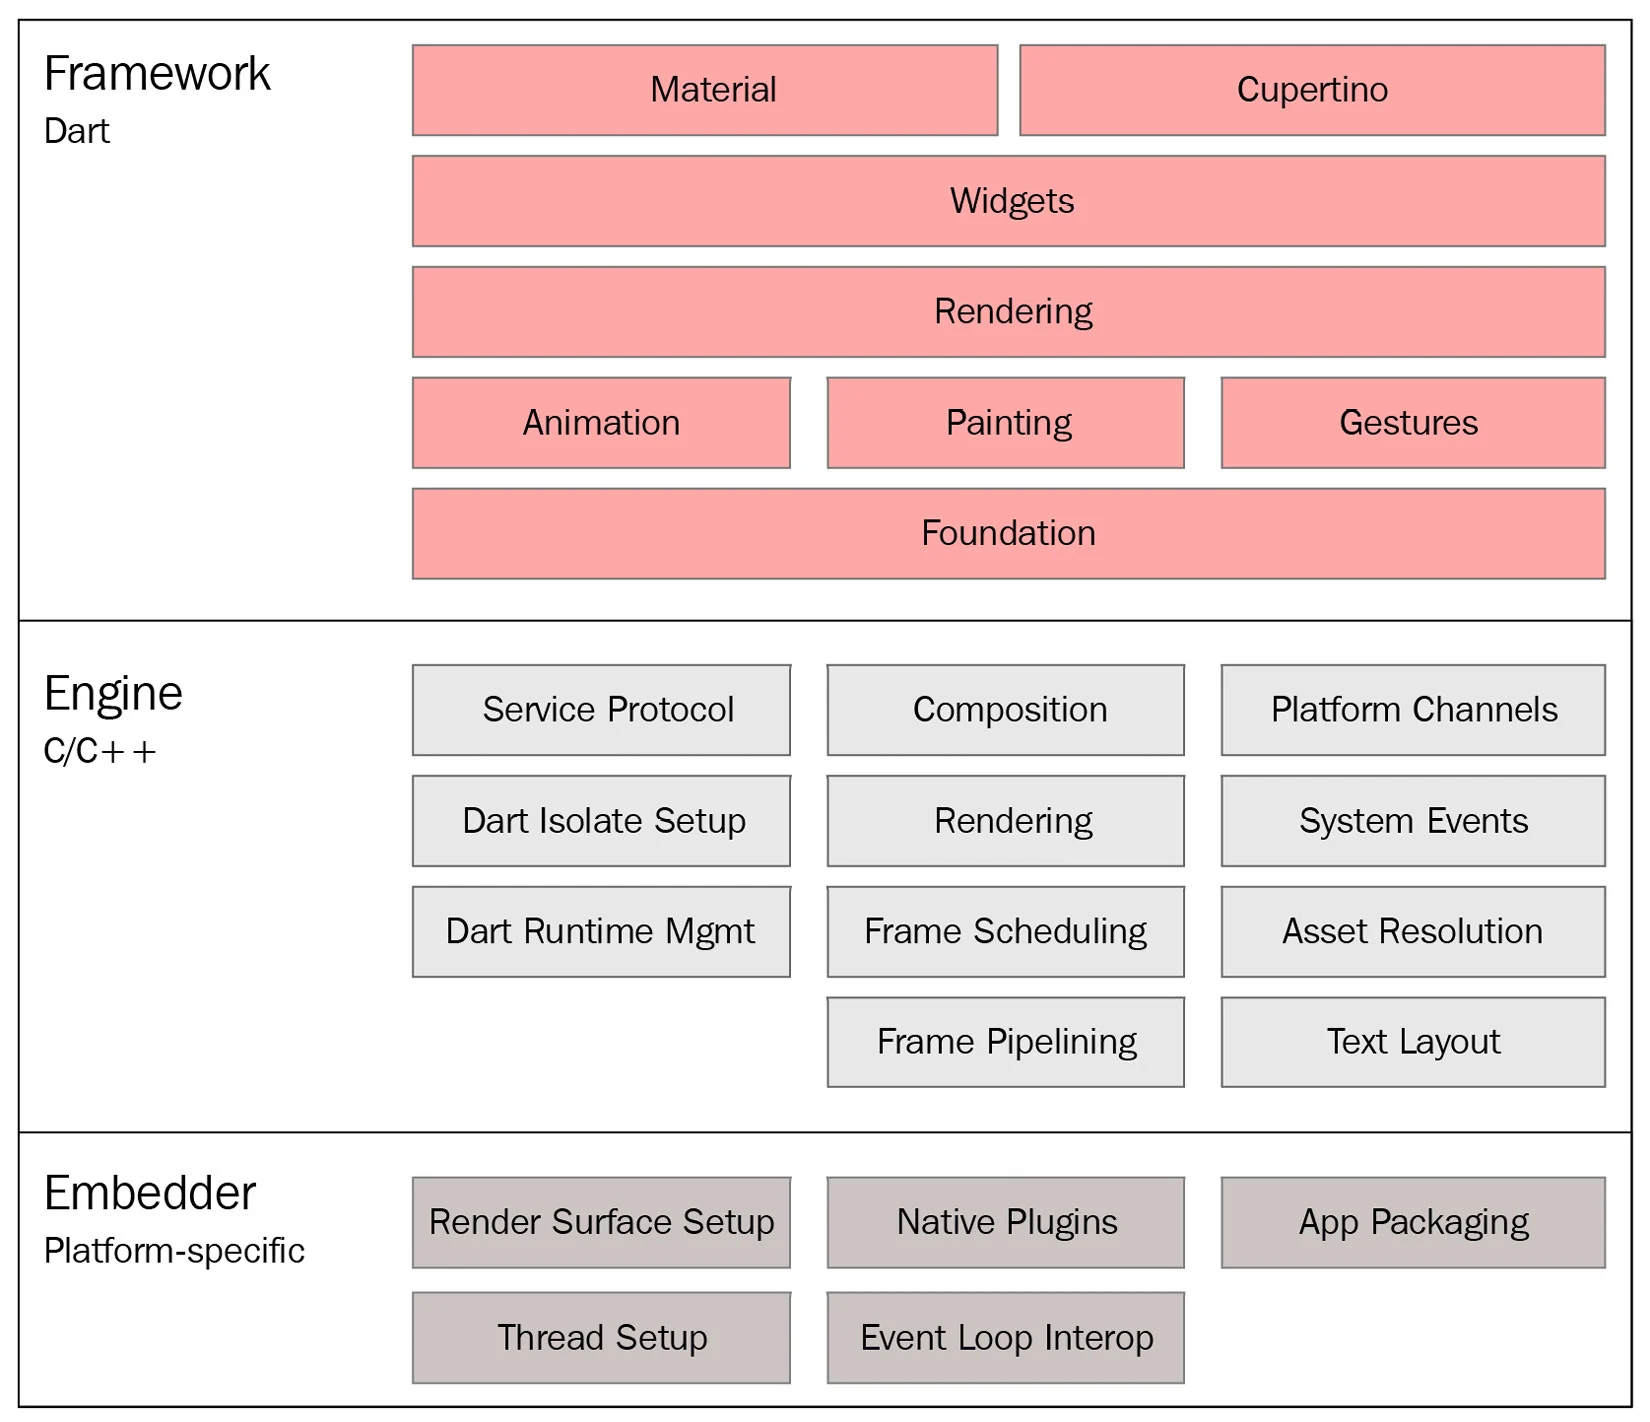 Framework
Dart
Material
Cupertino
Widgets
Rendering
Animation
Painting
Gestures
Foundation
Engine
C/C++
Service Protocol
Composition
Platform Channels
Dart Isolate Setup
Rendering
System Events
Dart Runtime Mgmt
Frame Scheduling
Asset Resolution
Frame Pipelining
Text Layout
Embedder
Platform-specific
Render Surface Setup
Native Plugins
App Packaging
Thread Setup
Event Loop Interop